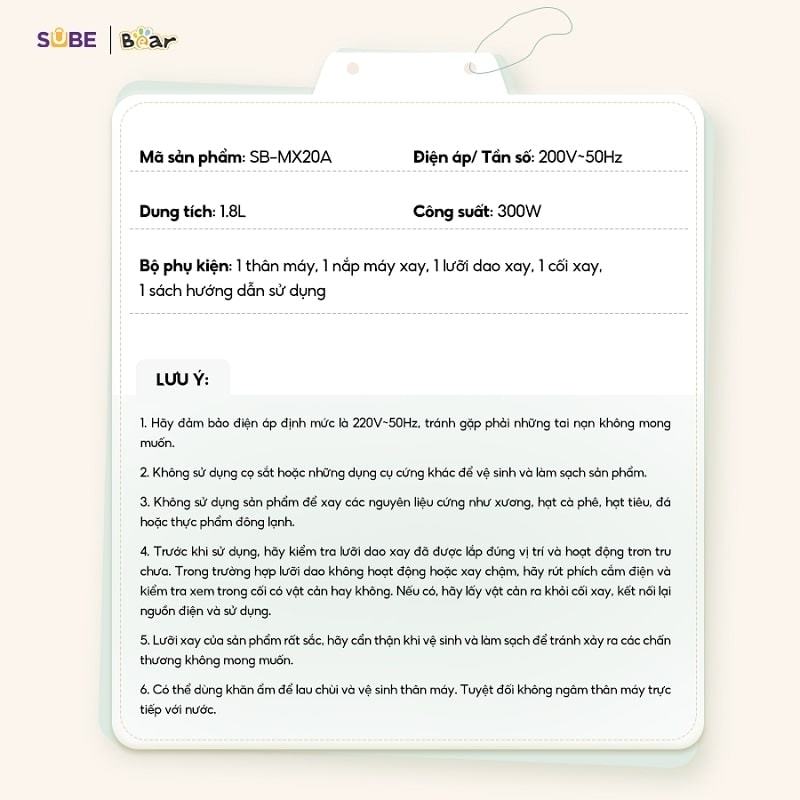 SUBE | Bear
Mã sản phẩm: SB-MX20A
Điện áp/ Tần số: 200V~50Hz
Dung tích: 1.8L
Công suất: 300W
Bộ phụ kiện: 1 thân máy, 1 nắp máy xay, 1 lưỡi dao xay, 1 cối xay,
1 sách hướng dẫn sử dụng
LƯU Ý:
1. Hãy đảm bảo điện áp định mức là 220V~50Hz, tránh gặp phải những tai nạn không mong
muốn.
2. Không sử dụng cọ sắt hoặc những dụng cụ cứng khác để vệ sinh và làm sạch sản phẩm.
3. Không sử dụng sản phẩm để xay các nguyên liệu cứng như xương, hạt cà phê, hạt tiêu, đá
hoặc thực phẩm đông lạnh.
4. Trước khi sử dụng, hãy kiểm tra lưỡi dao xay đã được lắp đúng vị trí và hoạt động trơn tru
chưa. Trong trường hợp lưỡi dao không hoạt động hoặc xay chậm, hãy rút phích cắm điện và
kiểm tra xem trong cối có vật cản hay không. Nếu có, hãy lấy vật cản ra khỏi cối xay, kết nối lại
nguồn điện và sử dụng.
5. Lưỡi xay của sản phẩm rất sắc, hãy cẩn thận khi vệ sinh và làm sạch để tránh xảy ra các chấn
thương không mong muốn.
6. Có thể dùng khăn ẩm để lau chùi và vệ sinh thân máy. Tuyệt đối không ngâm thân máy trực
tiếp với nước.